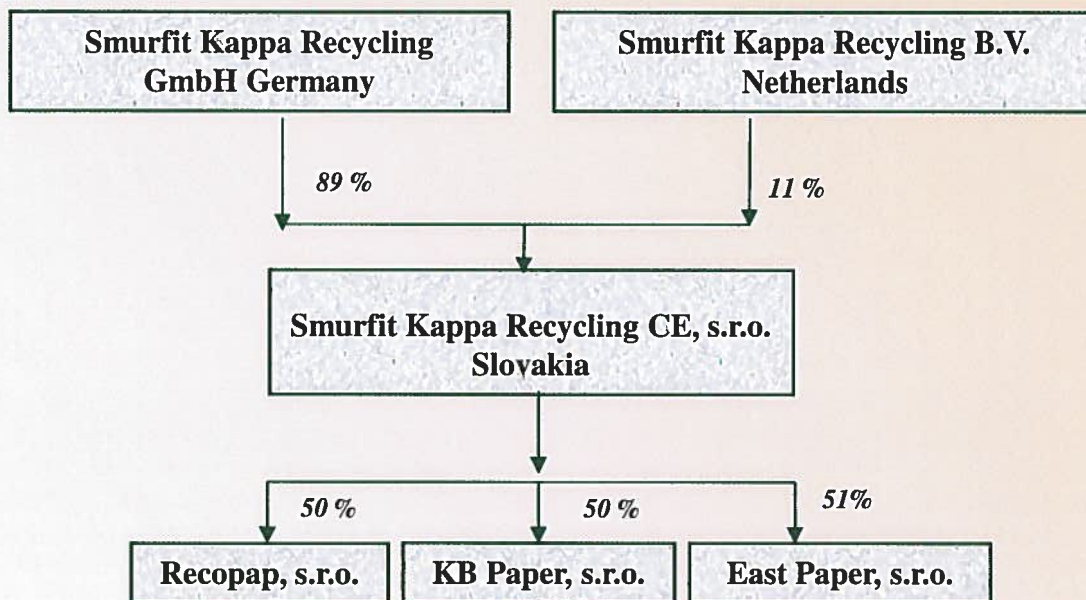 Smurfit Kappa Recycling
GmbH Germany
Smurfit Kappa Recycling B.V.
Netherlands
89 %
11 %
Smurfit Kappa Recycling CE, s.r.o.
Slovakia
50 %
50 %
51%
Recopap, s.r.o.
KB Paper, s.r.o.
East Paper, s.r.o.